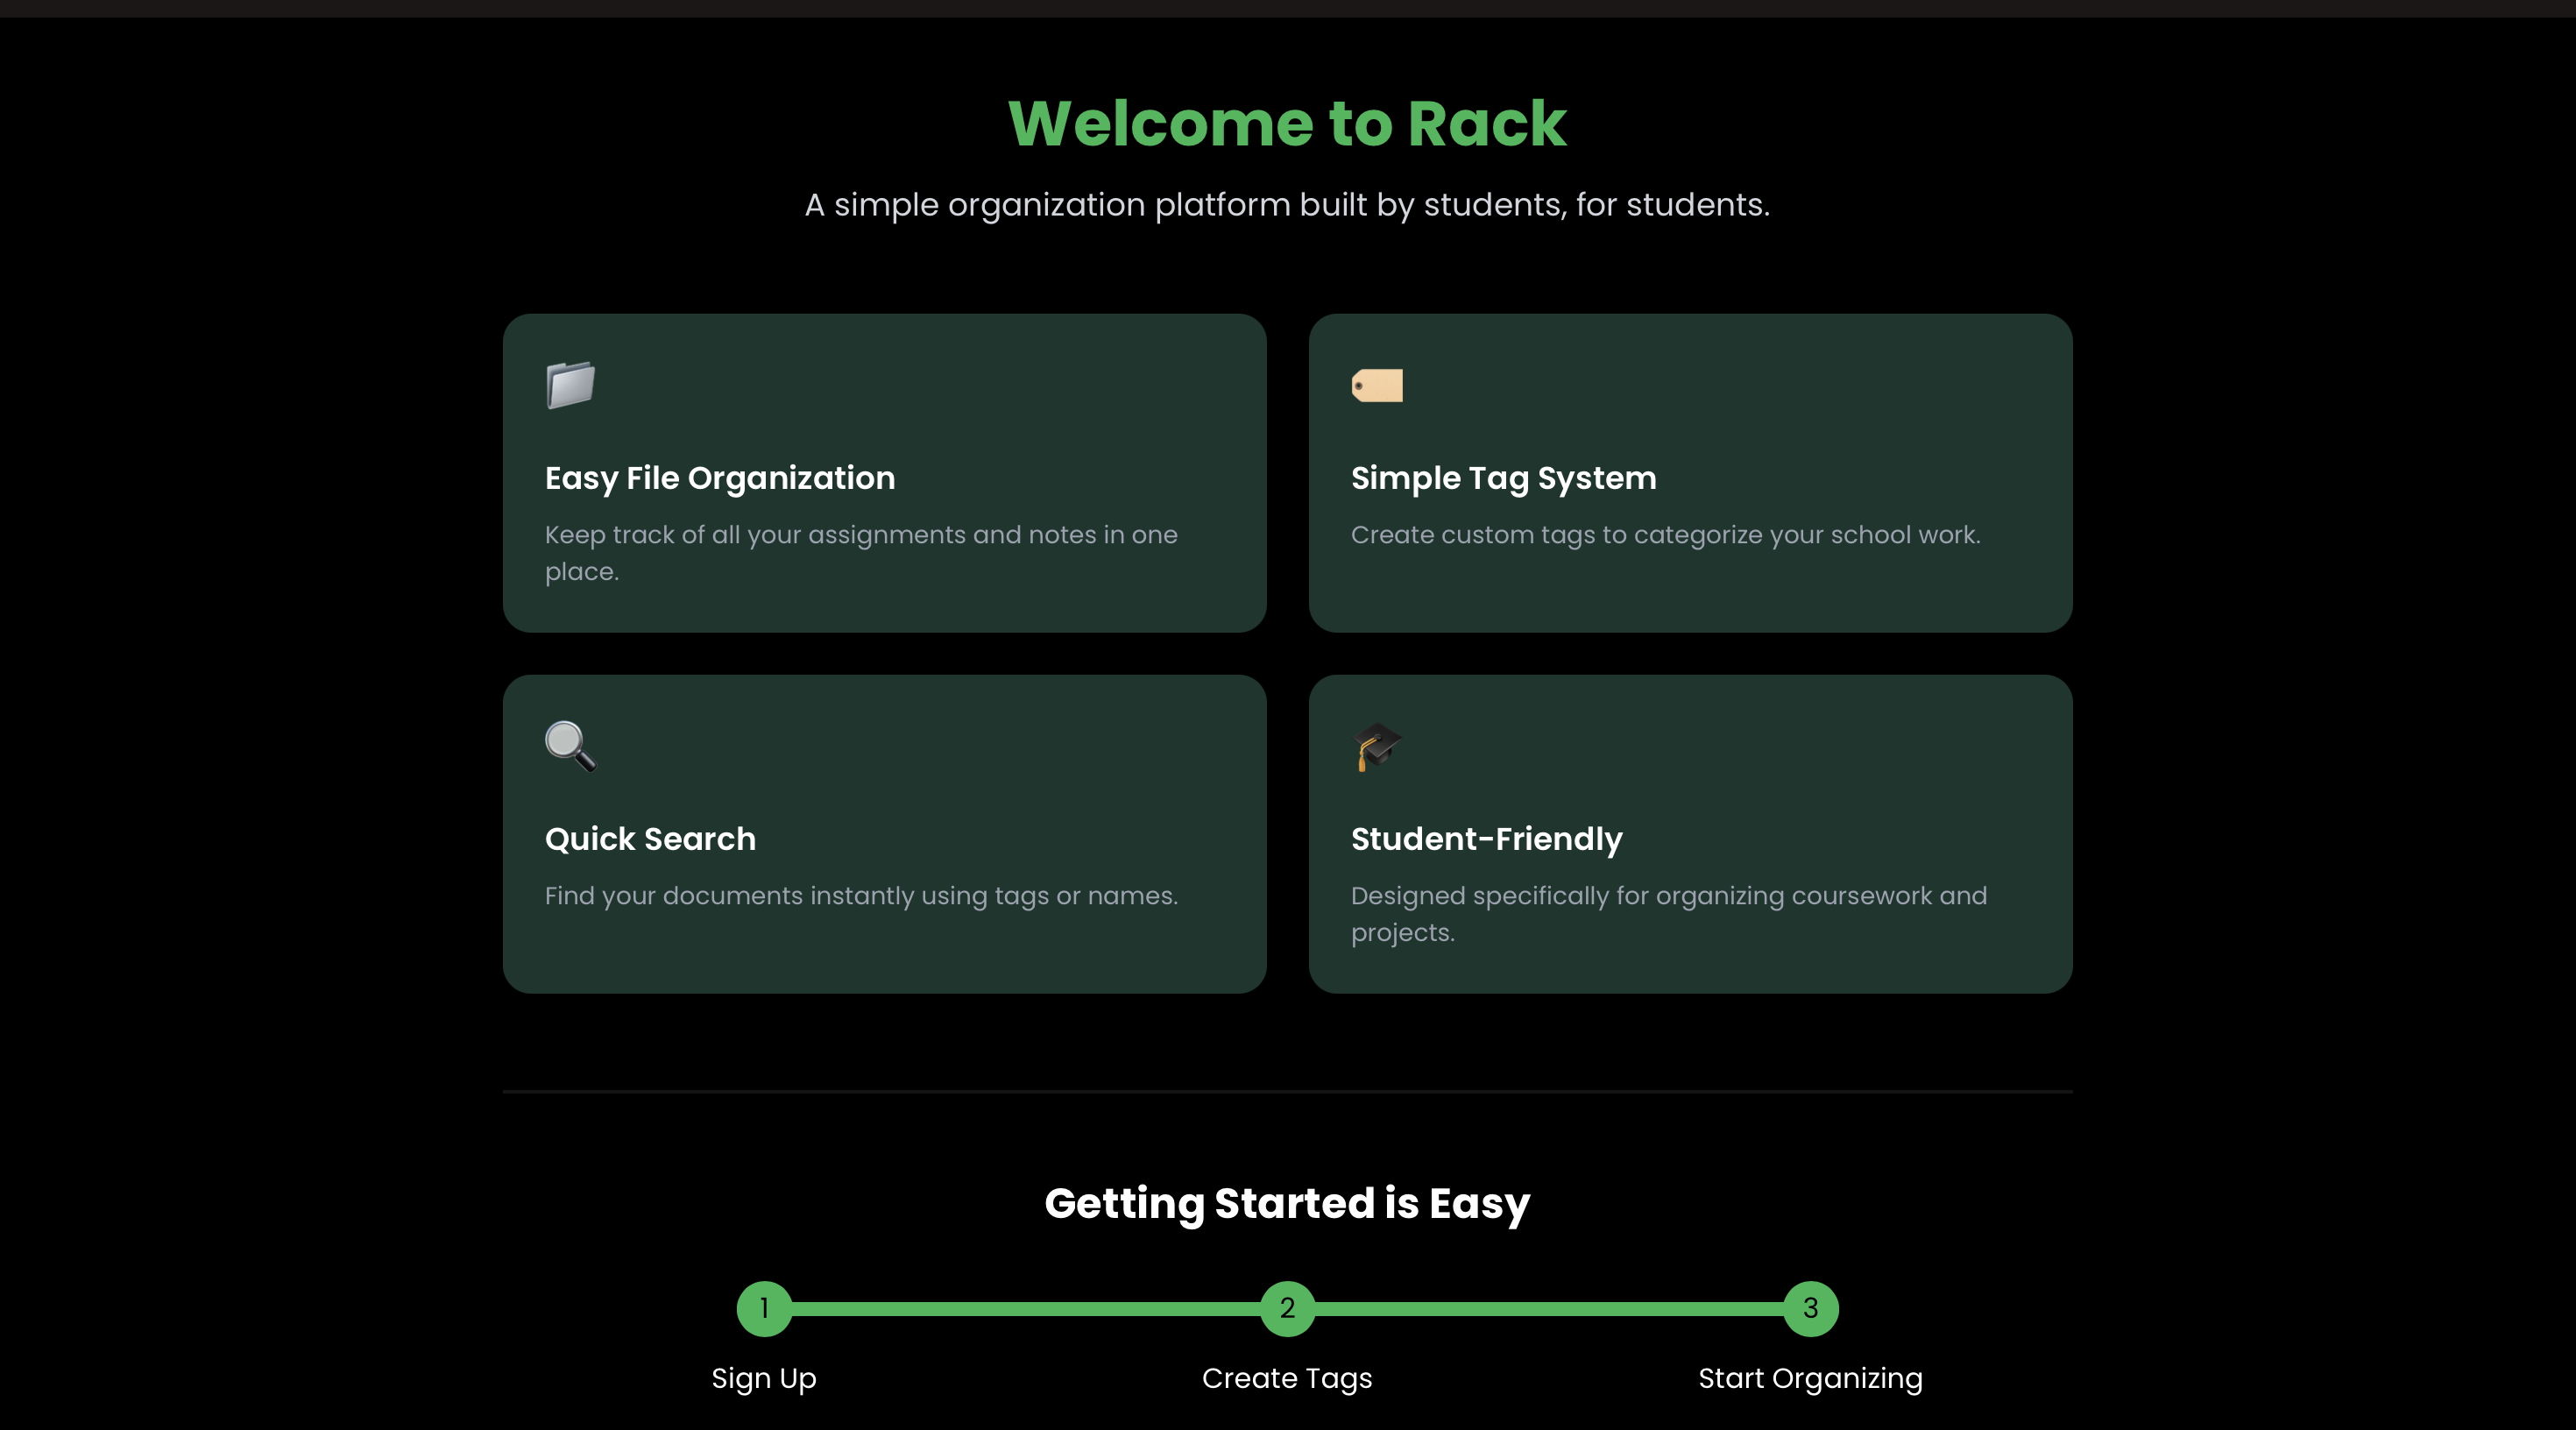 Welcome to Rack
A simple organization platform built by students, for students.
Easy File Organization
Keep track of all your assignments and notes in one
place.
Simple Tag System
Create custom tags to categorize your school work.
Quick Search
Find your documents instantly using tags or names.
Student-Friendly
Designed specifically for organizing coursework and
projects.
Getting Started is Easy
1
2
3
Sign Up
Create Tags
Start Organizing